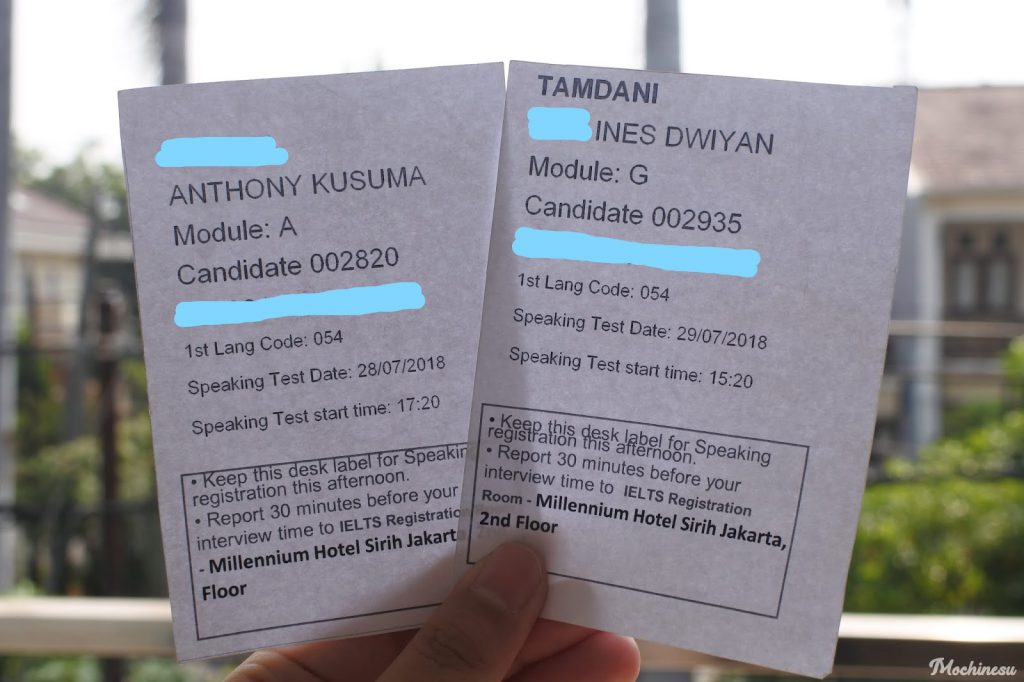 ANTHONY KUSUMA
Module: A
Candidate 002820
1st Lang Code: 054
Speaking Test Date: 28/07/2018
Speaking Test start time: 17:20
• Keep this desk label for Speakin
registration this afternoon.
• Report 30 minutes before your
interview time to IELTS Registratio
- Millennium Hotel Sirih Jakart
Floor
TAMDANI
INES DWIYAN
Module: G
Candidate 002935
1st Lang Code: 054
Speaking Test Date: 29/07/2018
Speaking Test start time: 15:20
• Keep this desk label for Speaking
registration this afternoon.
• Report 30 minutes before your
interview time to IELTS Registration
Room - Millennium Hotel Sirih Jakarta,
2nd Floor
Mochinesu